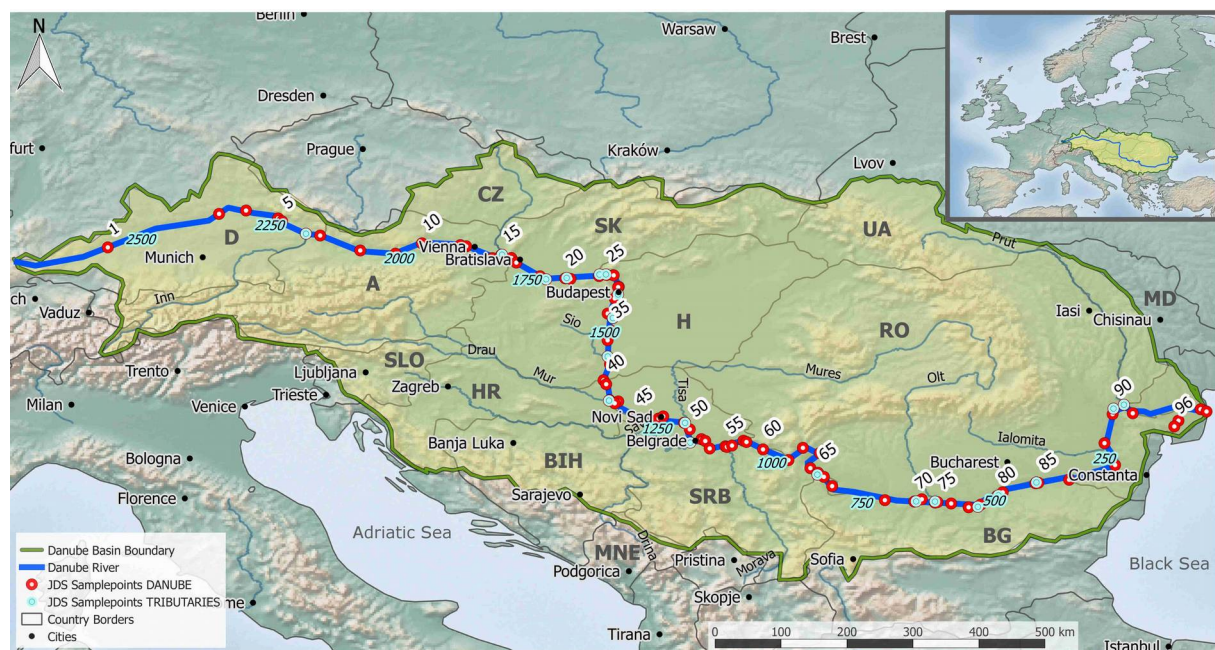 Berlin
Warsaw
Brest
N
Dresden
Prague
Kraków
Lvov
furt
CZ
SK
UA
Prut
1
2500
D
5
2250
10
15
20
25
Vienna
2000
Bratislava
1750
Munich
A
Budapest
Inn
Vaduz
35
Sio
1500
H
RO
Iasi
MD
Chisinau
Drau
SLO
Mur
40
Mures
Olt
Trento
Ljubljana
Zagreb
HR
Tisa
Milan
Venice
Trieste
45
Novi Sad
1250
50
Sava
Belgrade
55
60
1000
65
90
96
Banja Luka
BIH
Ialomita
250
Bucharest
Constanta
Bologna
Sarajevo
SRB
70
75
80
85
750
500
Florence
BG
Adriatic Sea
MNE
Drina
Pristina
Morava
Sofia
Black Sea
Podgorica
Skopje
Tirana
Istanbul
Danube Basin Boundary
Danube River
JDS Samplepoints DANUBE
JDS Samplepoints TRIBUTARIES
Country Borders
Cities
0 100 200 300 400 500 km